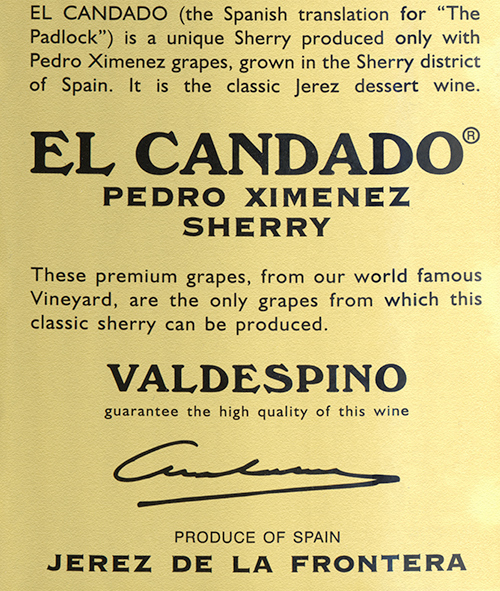 EL CANDADO (the Spanish translation for “The
Padlock”) is a unique Sherry produced only with
Pedro Ximenez grapes, grown in the Sherry district
of Spain. It is the classic Jerez dessert wine.
EL CANDADO®
PEDRO XIMENEZ
SHERRY
These premium grapes, from our world famous
Vineyard, are the only grapes from which this
classic sherry can be produced.
VALDESPINO
guarantee the high quality of this wine
PRODUCE OF SPAIN
JEREZ DE LA FRONTERA